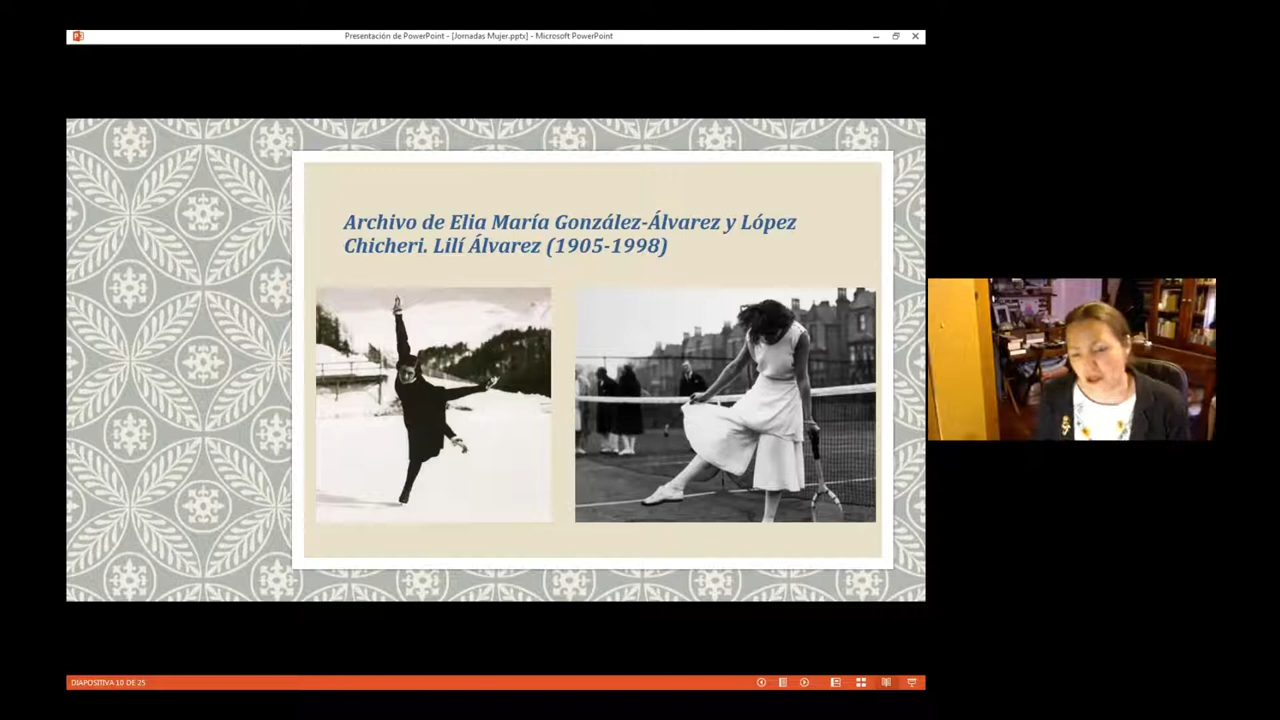 Presentación de PowerPoint - [Jornadas Mujer.pptx] - Microsoft PowerPoint
Archivo de Elia María González-Álvarez y López
Chicheri. Lilí Álvarez (1905-1998)
DIAPOSITIVA 10 DE 25